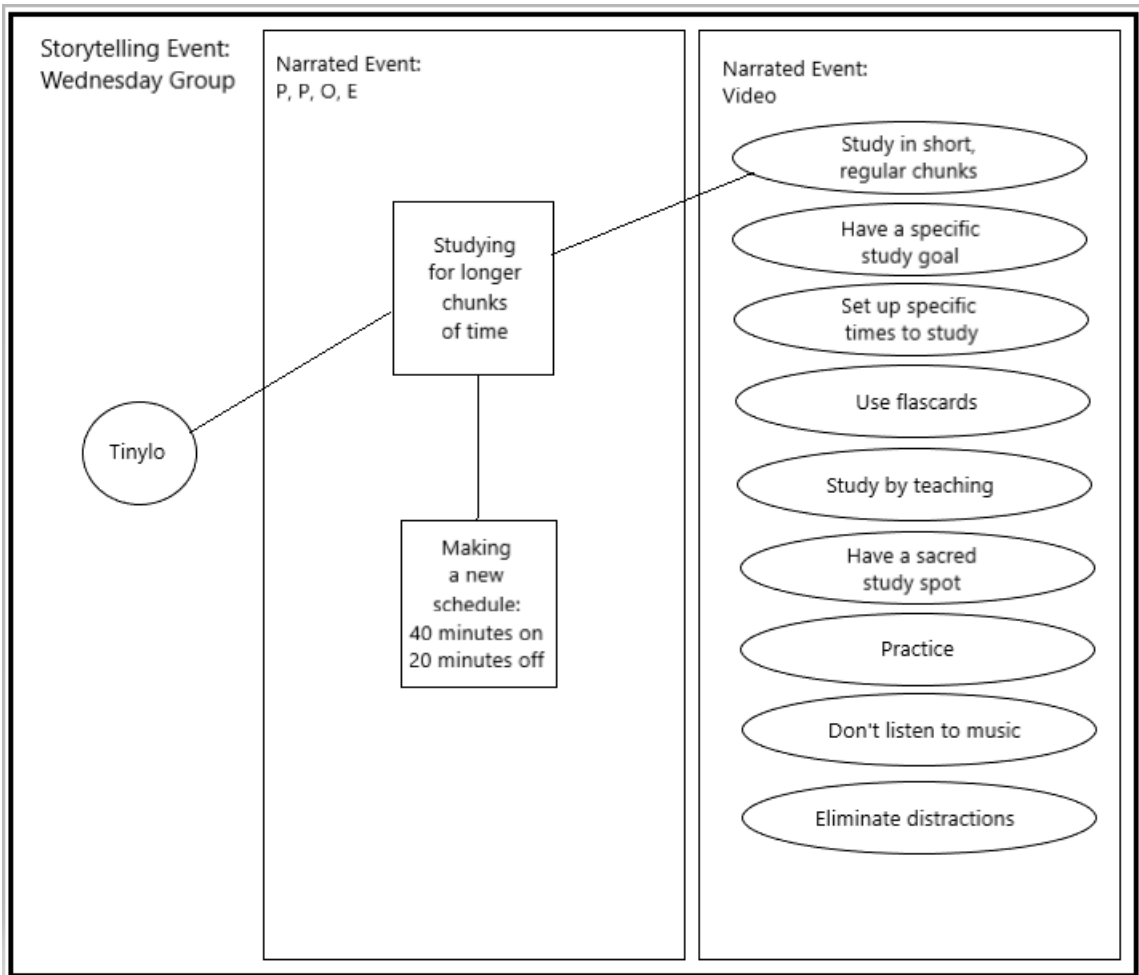 Storytelling Event:
Wednesday Group
Narrated Event:
P, P, O, E
Studying
for longer
chunks
of time
Making
a new
schedule:
40 minutes on
20 minutes off
Tinylo
Narrated Event:
Video
Study in short,
regular chunks
Have a specific
study goal
Set up specific
times to study
Use flascards
Study by teaching
Have a sacred
study spot
Practice
Don't listen to music
Eliminate distractions